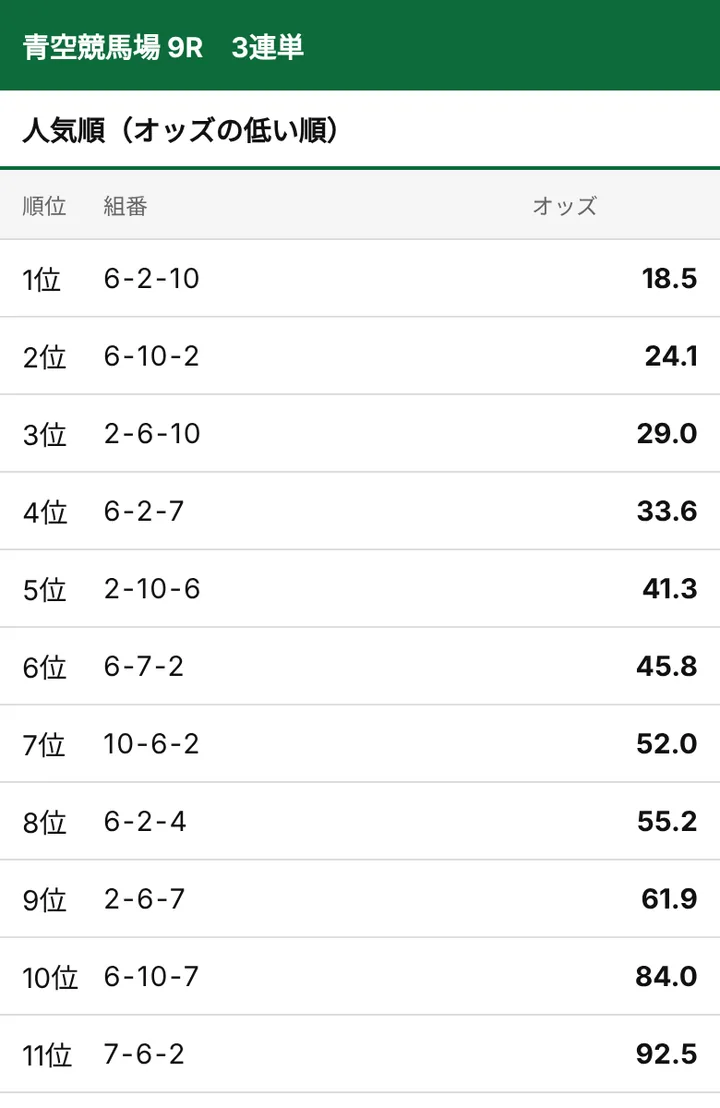 青空競馬場 9R　3連単
人気順（オッズの低い順）
順位 組番 オッズ
1位 6-2-10 18.5
2位 6-10-2 24.1
3位 2-6-10 29.0
4位 6-2-7 33.6
5位 2-10-6 41.3
6位 6-7-2 45.8
7位 10-6-2 52.0
8位 6-2-4 55.2
9位 2-6-7 61.9
10位 6-10-7 84.0
11位 7-6-2 92.5